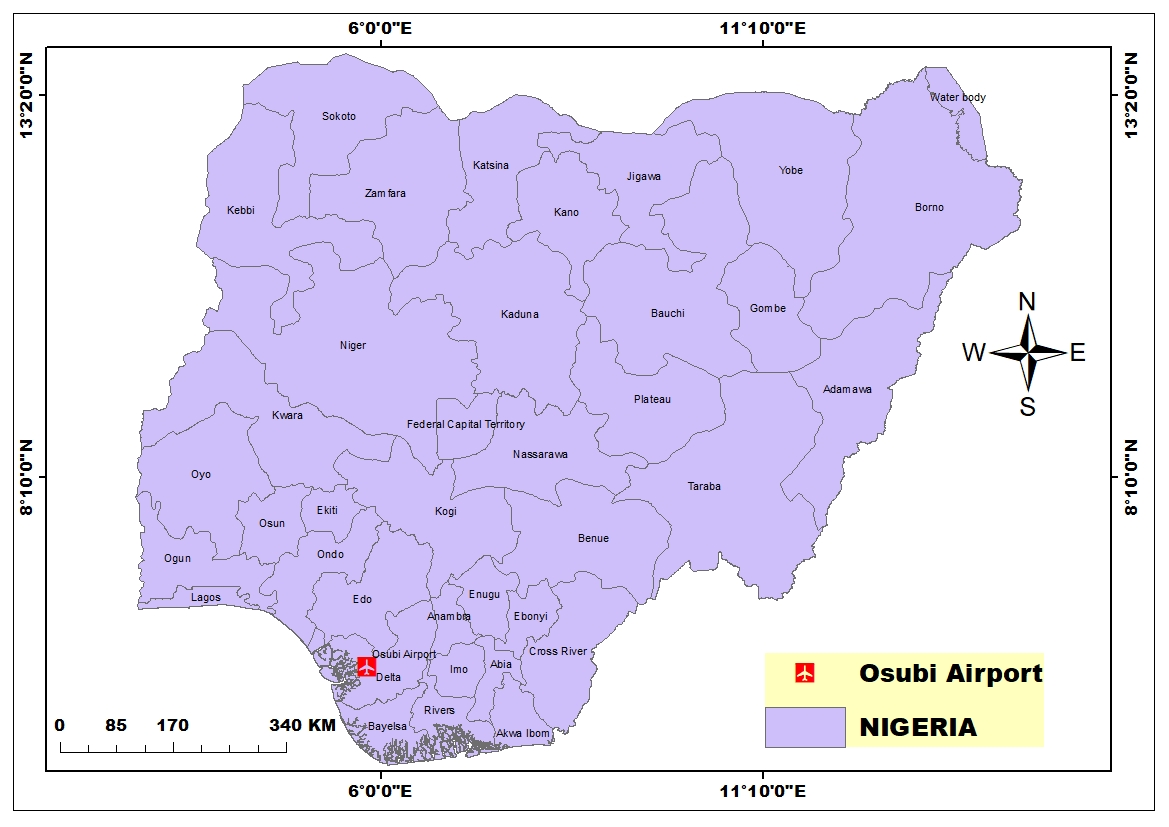 6°0'0"E 11°10'0"E
13°20'0"N 13°20'0"N
Water body
Sokoto
Katsina
Yobe
Jigawa
Zamfara
Kebbi
Kano
Borno
N
Gombe
Kaduna
Bauchi
Niger
W E
Adamawa
Plateau
S
Kwara
Federal Capital Territory
Nassarawa
8°10'0"N 8°10'0"N
Oyo
Taraba
Ekiti
Kogi
Osun
Benue
Ogun
Ondo
Enugu
Lagos
Edo
Anambra
Ebonyi
Cross River
Osubi Airport
Abia
Imo
Delta
Osubi Airport
Rivers
Bayelsa
Akwa Ibom
NIGERIA
0 85 170 340 KM
6°0'0"E 11°10'0"E